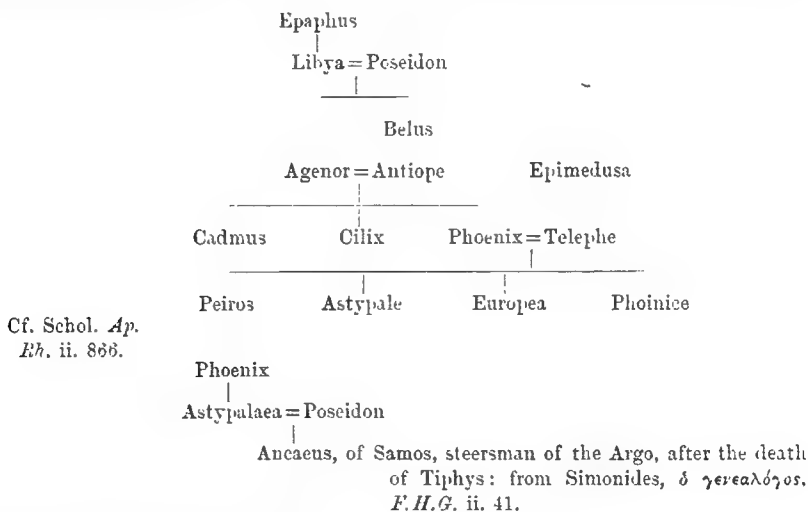 Epaphus
Libya = Poseidon
Belus
Agenor = Antiope Epimedusa
Cadmus Cilix Phoenix = Telephe
Peiros Astypale Europea Phoinice
Cf. Schol. Ap.
Rh. ii. 866.
Phoenix
Astypalaea = Poseidon
Ancaeus, of Samos, steersman of the Argo, after the death
of Tiphys: from Simonides, ὁ γενεαλόγος.
F.H.G. ii. 41.